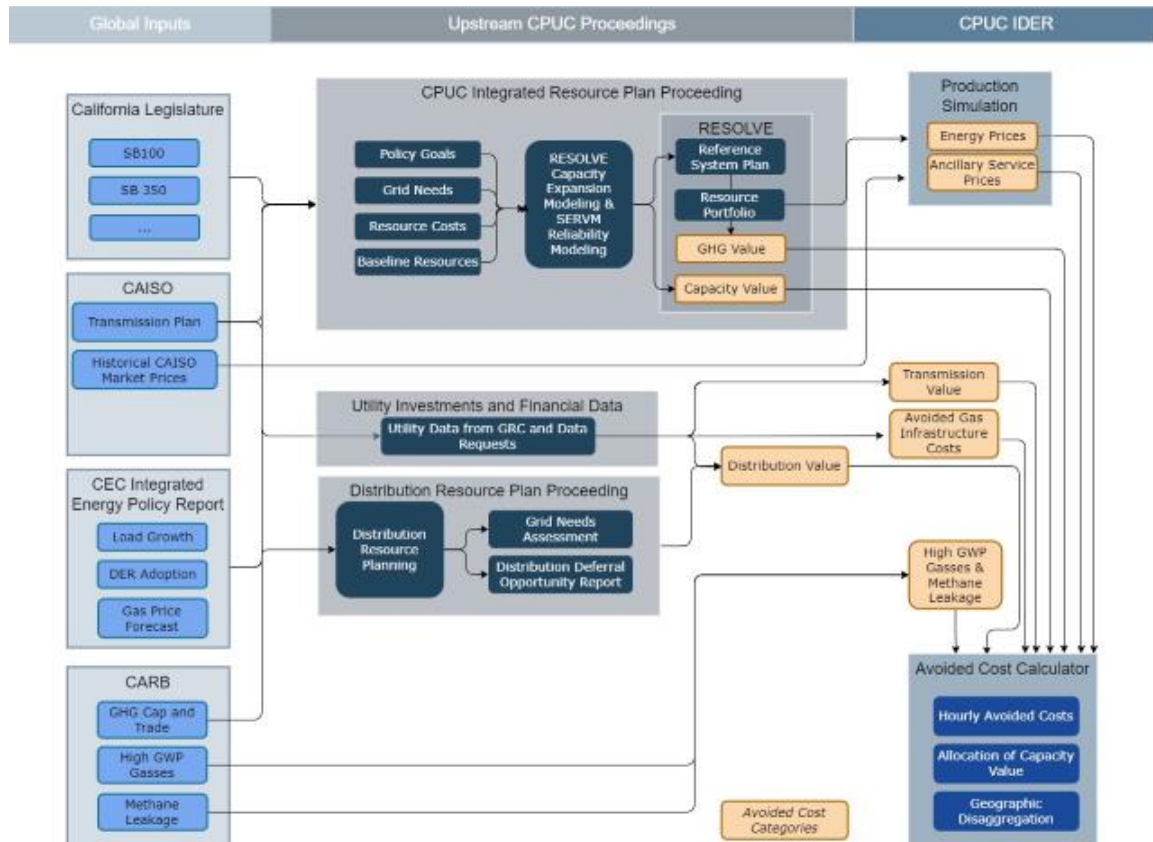 Global Inputs
Upstream CPUC Proceedings
CPUC IDER
California Legislature
SB100
SB 350
...
CAISO
Transmission Plan
Historical CAISO
Market Prices
CEC Integrated
Energy Policy Report
Load Growth
DER Adoption
Gas Price
Forecast
CARB
GHG Cap and
Trade
High GWP
Gasses
Methane
Leakage
CPUC Integrated Resource Plan Proceeding
Policy Goals
Grid Needs
Resource Costs
Baseline Resources
RESOLVE
Capacity
Expansion
Modeling &
SERVM
Reliability
Modeling
RESOLVE
Reference
System Plan
Resource
Portfolio
GHG Value
Capacity Value
Utility Investments and Financial Data
Utility Data from GRC and Data
Requests
Distribution Resource Plan Proceeding
Distribution
Resource
Planning
Grid Needs
Assessment
Distribution Deferral
Opportunity Report
Production
Simulation
Energy Prices
Ancillary Service
Prices
Transmission
Value
Avoided Gas
Infrastructure
Costs
Distribution Value
High GWP
Gasses &
Methane
Leakage
Avoided Cost
Categories
Avoided Cost Calculator
Hourly Avoided Costs
Allocation of Capacity
Value
Geographic
Disaggregation